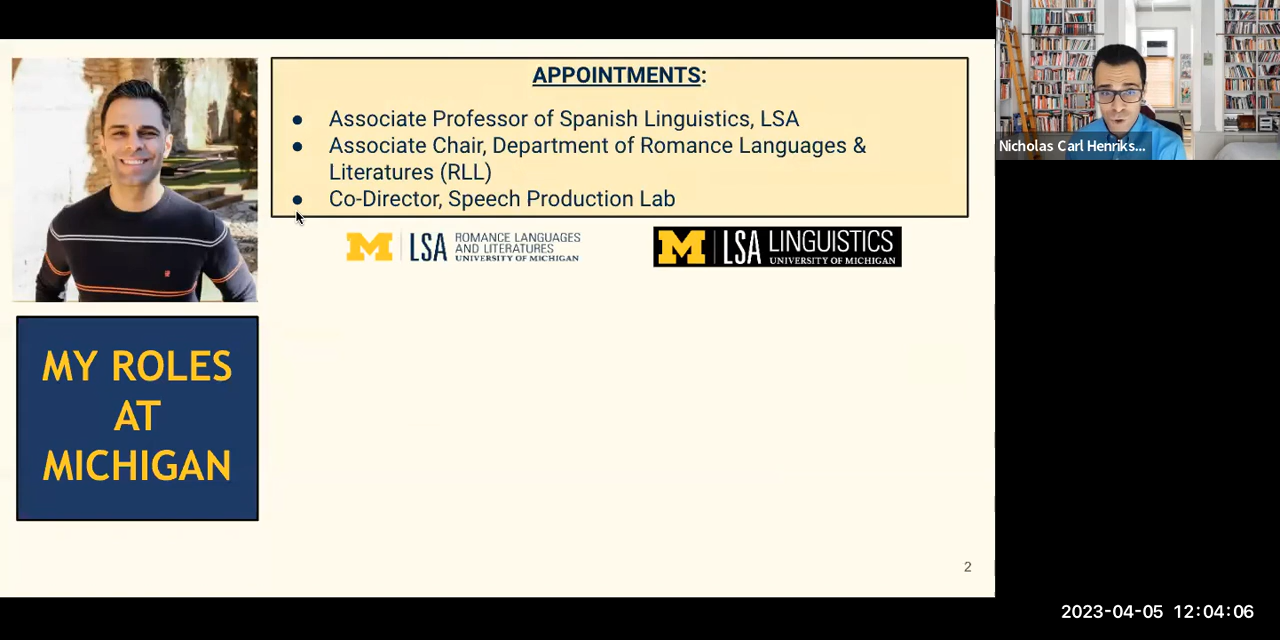 APPOINTMENTS:
● Associate Professor of Spanish Linguistics, LSA
● Associate Chair, Department of Romance Languages &
Literatures (RLL)
● Co-Director, Speech Production Lab
M | LSA ROMANCE LANGUAGES
AND LITERATURES
UNIVERSITY OF MICHIGAN
M | LSA LINGUISTICS
UNIVERSITY OF MICHIGAN
MY ROLES
AT
MICHIGAN
2
Nicholas Carl Henriks...
2023-04-05 12:04:06